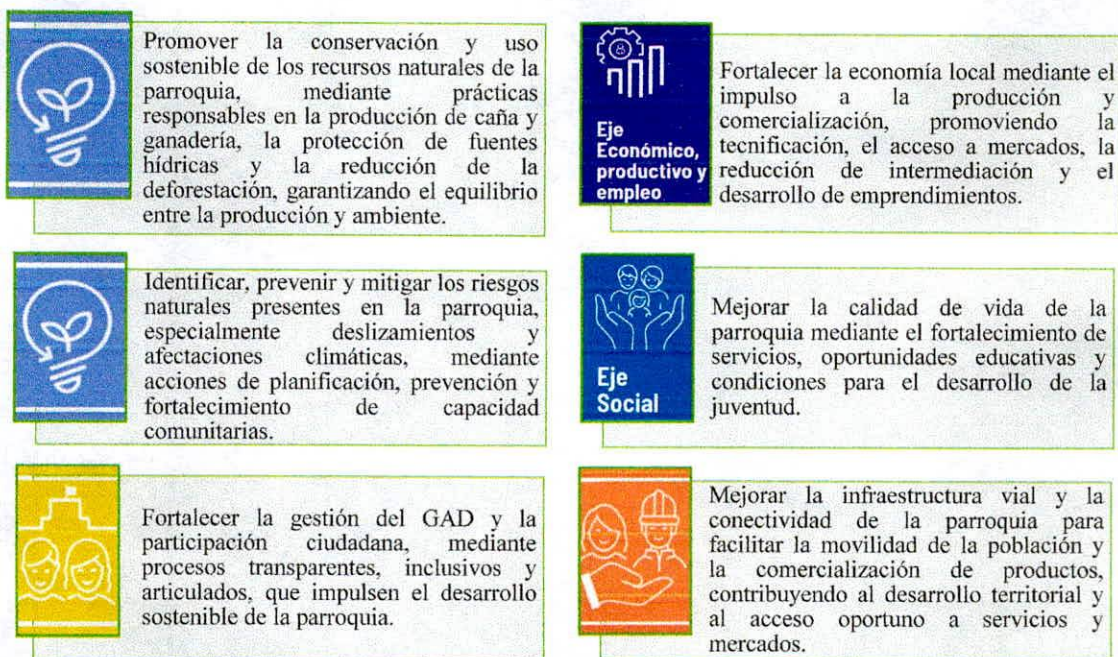 Promover la conservación y uso
sostenible de los recursos naturales de la
parroquia, mediante prácticas
responsables en la producción de caña y
ganadería, la protección de fuentes
hídricas y la reducción de la
deforestación, garantizando el equilibrio
entre la producción y ambiente.
Eje
Económico,
productivo y
empleo
Fortalecer la economía local mediante el
impulso a la producción y
comercialización, promoviendo la
tecnificación, el acceso a mercados, la
reducción de intermediación y el
desarrollo de emprendimientos.
Identificar, prevenir y mitigar los riesgos
naturales presentes en la parroquia,
especialmente deslizamientos y
afectaciones climáticas, mediante
acciones de planificación, prevención y
fortalecimiento de capacidad
comunitarias.
Eje
Social
Mejorar la calidad de vida de la
parroquia mediante el fortalecimiento de
servicios, oportunidades educativas y
condiciones para el desarrollo de la
juventud.
Fortalecer la gestión del GAD y la
participación ciudadana, mediante
procesos transparentes, inclusivos y
articulados, que impulsen el desarrollo
sostenible de la parroquia.
Mejorar la infraestructura vial y la
conectividad de la parroquia para
facilitar la movilidad de la población y
la comercialización de productos,
contribuyendo al desarrollo territorial y
al acceso oportuno a servicios y
mercados.